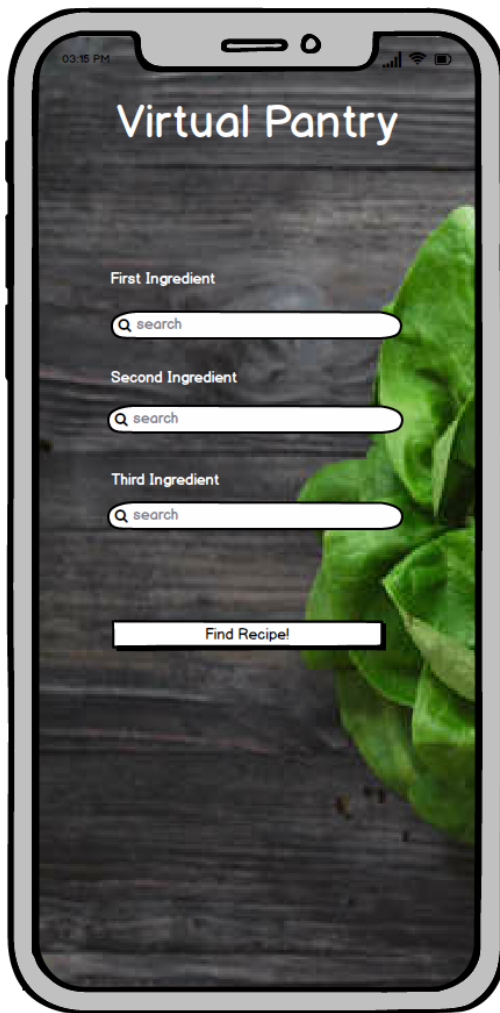 03:15 PM
Virtual Pantry
First Ingredient
search
Second Ingredient
search
Third Ingredient
search
Find Recipe!